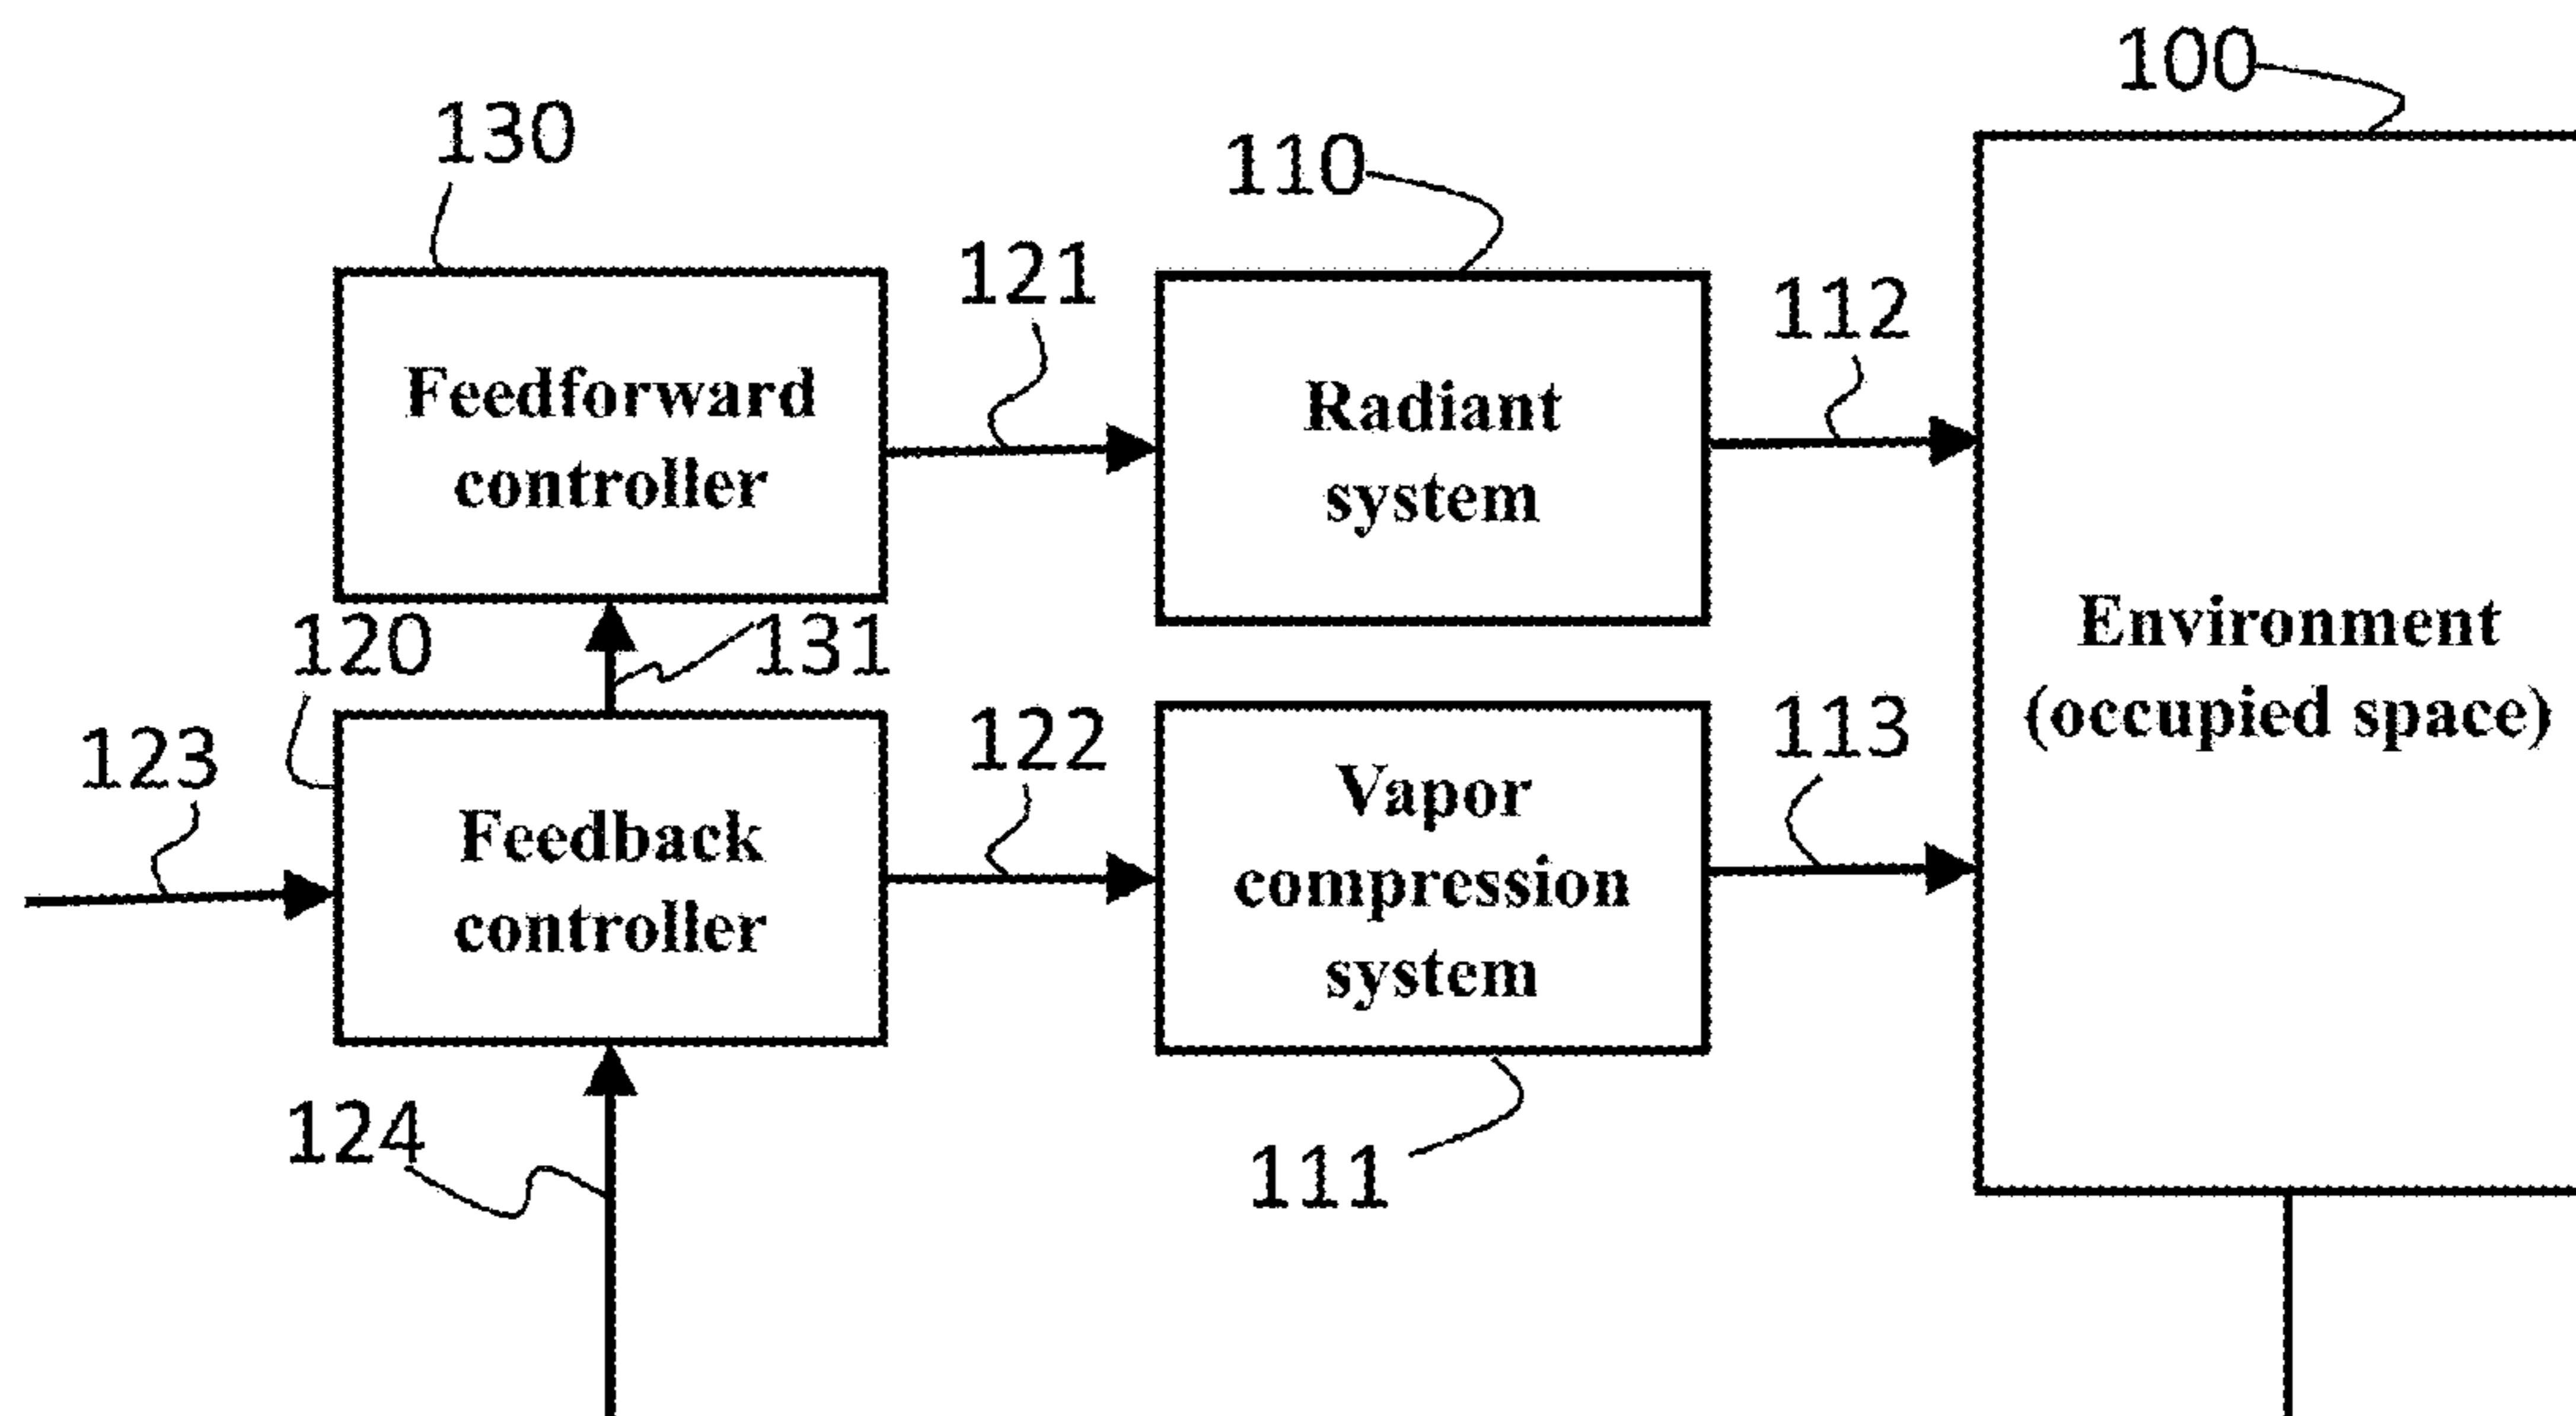 100
130
110
121
112
Feedforward
controller
Radiant
system
Environment
(occupied space)
120
131
123
122
113
Feedback
controller
Vapor
compression
system
124
111